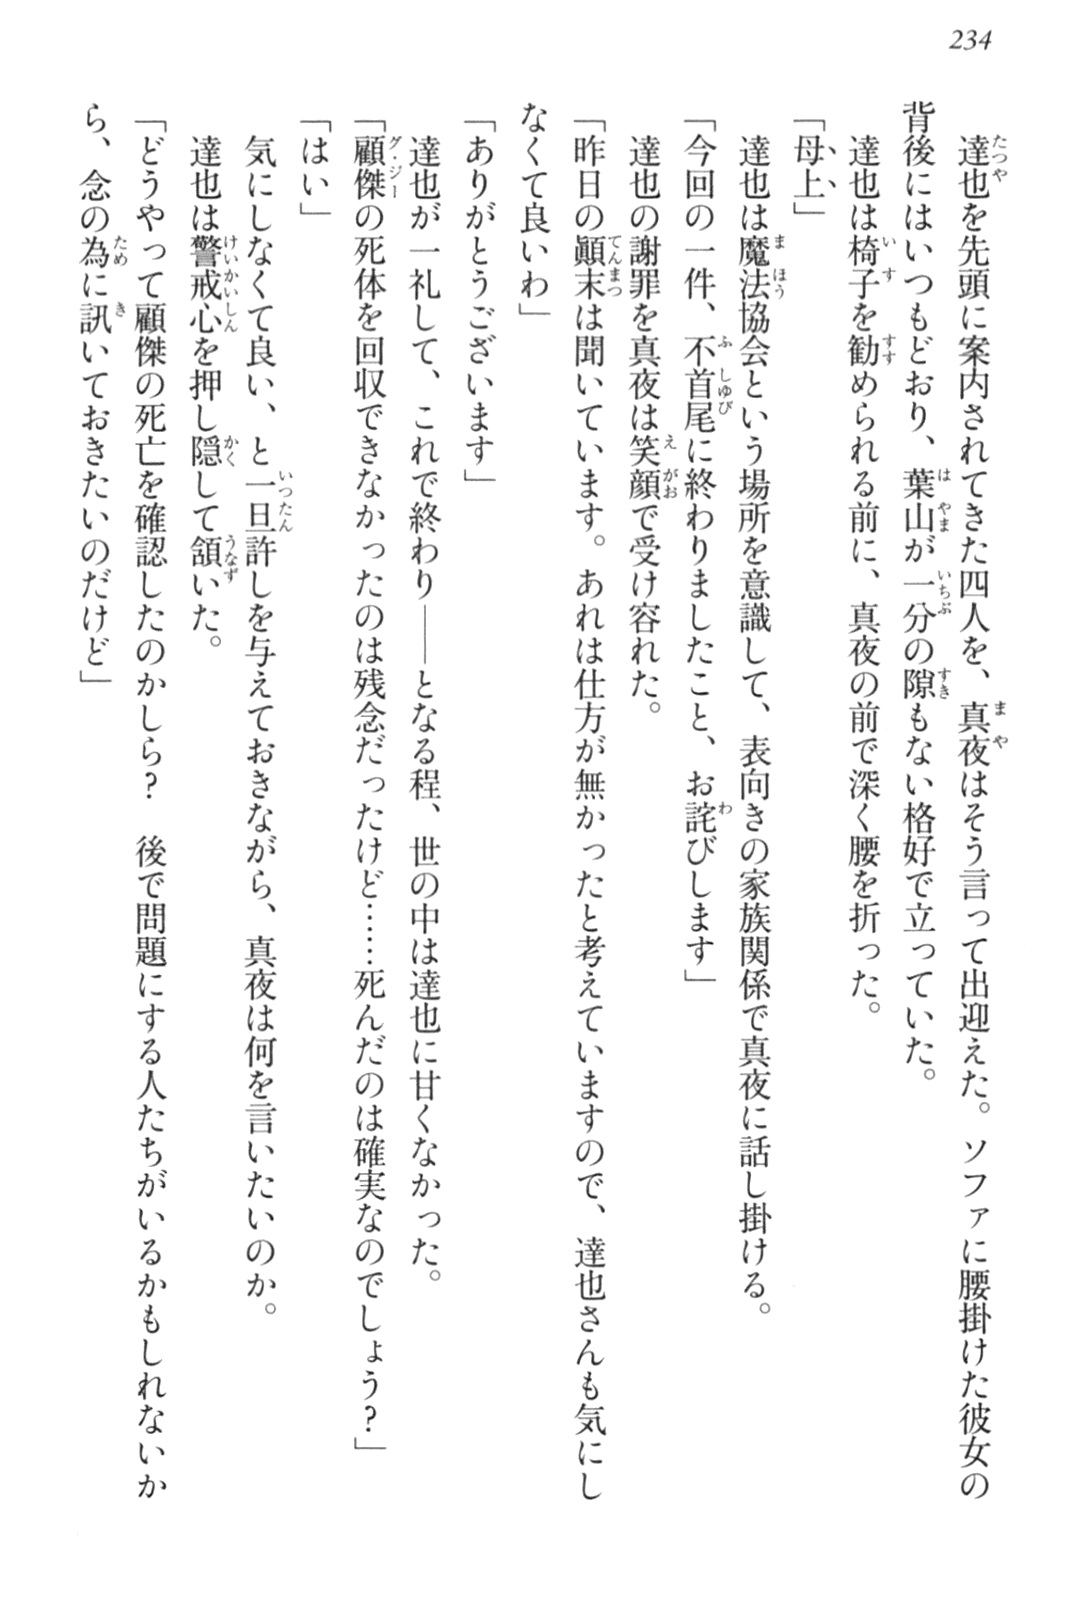 234
達也を先頭に案内されてきた四人を、真夜はそう言って出迎えた。ソファに腰掛けた彼女の
背後にはいつもどおり、葉山が一分の隙もない格好で立っていた。
達也は椅子を勧められる前に、真夜の前で深く腰を折った。
「母上」
達也は魔法協会という場所を意識して、表向きの家族関係で真夜に話し掛ける。
「今回の一件、不首尾に終わりましたこと、お詫びします」
達也の謝罪を真夜は笑顔で受け容れた。
「昨日の顚末は聞いています。あれは仕方が無かったと考えていますので、達也さんも気にし
なくて良いわ」
「ありがとうございます」
達也が一礼して、これで終わり——となる程、世の中は達也に甘くなかった。
「顧傑の死体を回収できなかったのは残念だったけど……死んだのは確実なのでしょう？」
「はい」
気にしなくて良い、と一旦許しを与えておきながら、真夜は何を言いたいのか。
達也は警戒心を押し隠して頷いた。
「どうやって顧傑の死亡を確認したのかしら？　後で問題にする人たちがいるかもしれないか
ら、念の為に訊いておきたいのだけど」